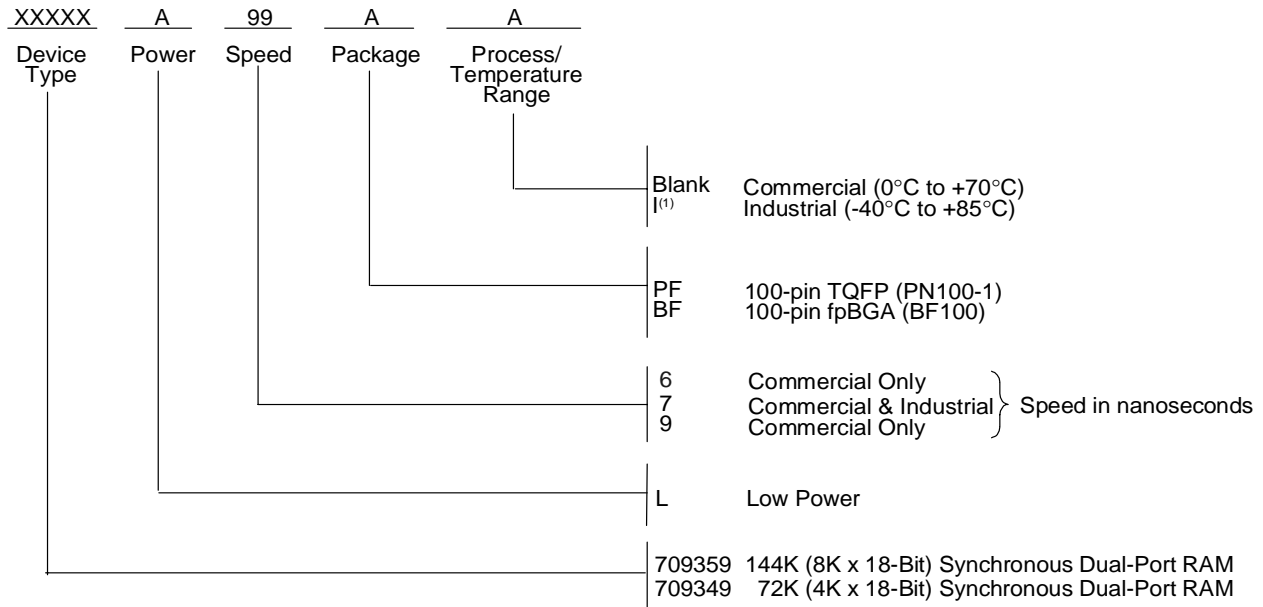 XXXXX A 99 A A
Device Type Power Speed Package Process/ Temperature Range
Blank Commercial (0°C to +70°C)
I(1) Industrial (-40°C to +85°C)
PF 100-pin TQFP (PN100-1)
BF 100-pin fpBGA (BF100)
6 Commercial Only
7 Commercial & Industrial Speed in nanoseconds
9 Commercial Only
L Low Power
709359 144K (8K x 18-Bit) Synchronous Dual-Port RAM
709349 72K (4K x 18-Bit) Synchronous Dual-Port RAM